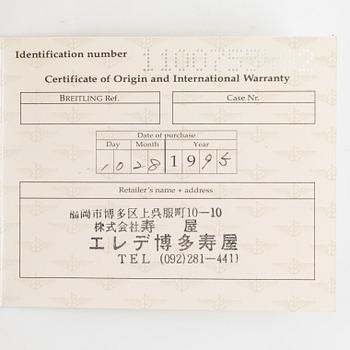 Identification number
Certificate of Origin and International Warranty
BREITLING Ref.
Case Nr.
Date of purchase
Day Month Year
10 28 1995
Retailer's name + address
福岡市博多区上呉服町10-10
株式会社寿屋
エレデ博多寿屋
TEL (092)281-4411